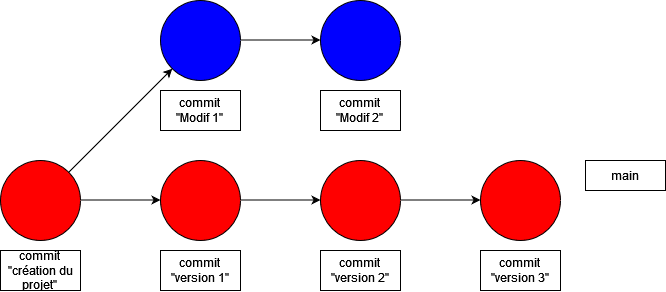 commit
"Modif 1"
commit
"Modif 2"
main
commit
"création du
projet"
commit
"version 1"
commit
"version 2"
commit
"version 3"